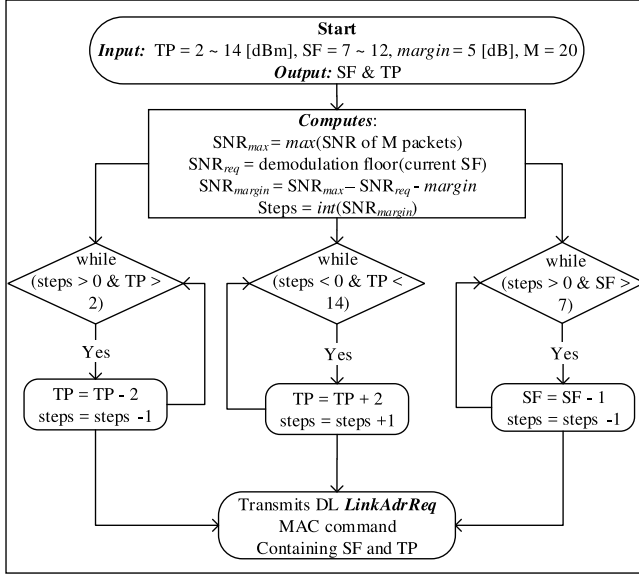 Start
Input: TP = 2 ~ 14 [dBm], SF = 7 ~ 12, margin = 5 [dB], M = 20
Output: SF & TP
Computes:
SNRmax = max(SNR of M packets)
SNRreq = demodulation floor(current SF)
SNRmargin = SNRmax – SNRreq - margin
Steps = int(SNRmargin)
while
(steps > 0 & TP >
2)
Yes
TP = TP - 2
steps = steps -1
while
(steps < 0 & TP <
14)
Yes
TP = TP + 2
steps = steps +1
while
(steps > 0 & SF >
7)
Yes
SF = SF - 1
steps = steps -1
Transmits DL LinkAdrReq
MAC command
Containing SF and TP